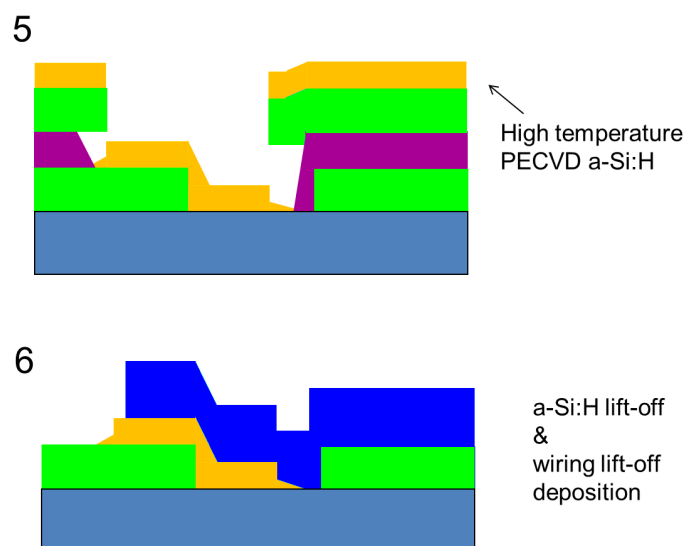 5
High temperature
PECVD a-Si:H
6
a-Si:H lift-off
&
wiring lift-off
deposition